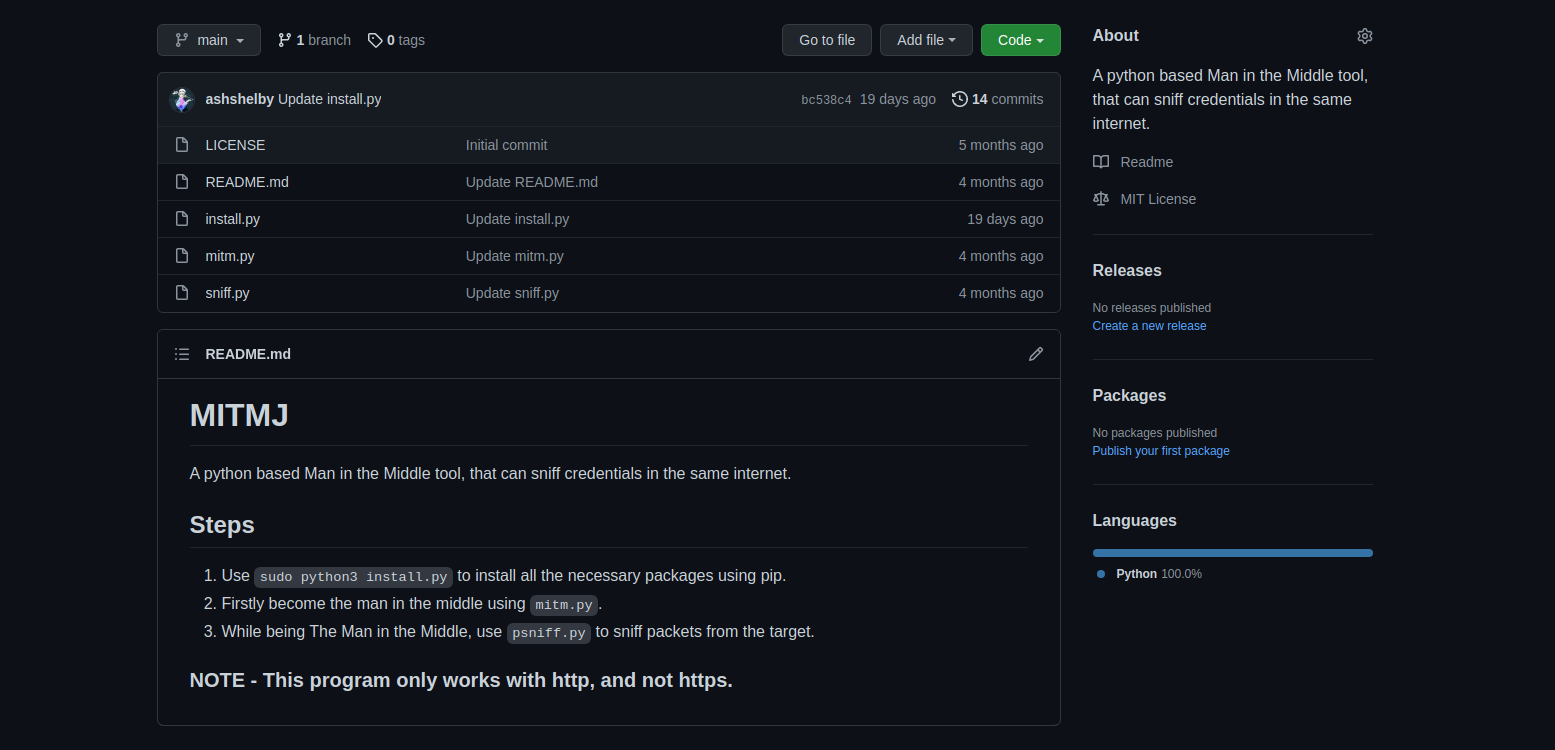 main
1 branch
0 tags
Go to file
Add file
Code
ashshelby Update install.py
bc538c4 19 days ago
14 commits
LICENSE Initial commit 5 months ago
README.md Update README.md 4 months ago
install.py Update install.py 19 days ago
mitm.py Update mitm.py 4 months ago
sniff.py Update sniff.py 4 months ago
README.md
MITMJ
A python based Man in the Middle tool, that can sniff credentials in the same internet.
Steps
1. Use sudo python3 install.py to install all the necessary packages using pip.
2. Firstly become the man in the middle using mitm.py.
3. While being The Man in the Middle, use psniff.py to sniff packets from the target.
NOTE - This program only works with http, and not https.
About
A python based Man in the Middle tool,
that can sniff credentials in the same
internet.
Readme
MIT License
Releases
No releases published
Create a new release
Packages
No packages published
Publish your first package
Languages
Python 100.0%